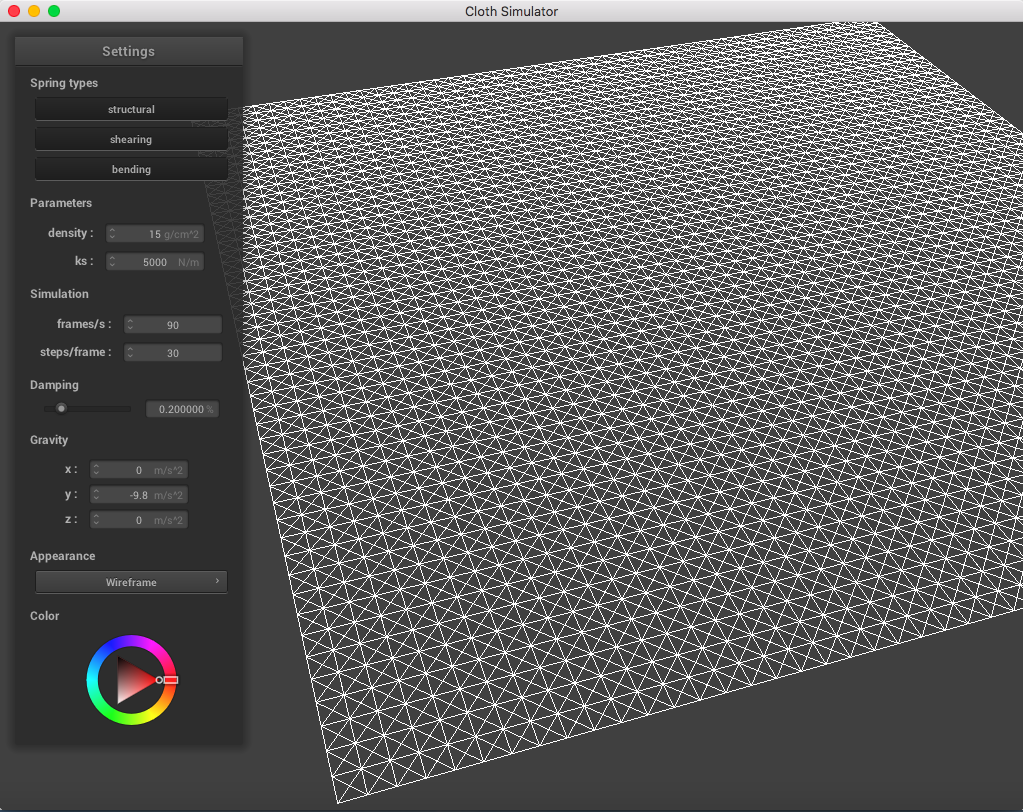 Cloth Simulator
Settings
Spring types
structural
shearing
bending
Parameters
density : 15 g/cm^2
ks : 5000 N/m
Simulation
frames/s : 90
steps/frame : 30
Damping
0.200000 %
Gravity
x : 0 m/s^2
y : -9.8 m/s^2
z : 0 m/s^2
Appearance
Wireframe ›
Color